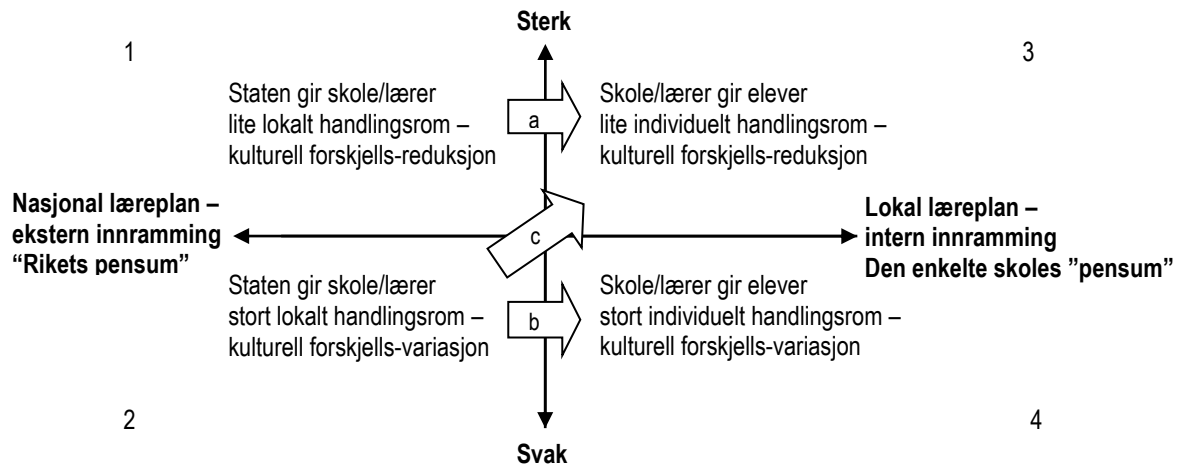 Sterk
1
3
Staten gir skole/lærer
lite lokalt handlingsrom –
kulturell forskjells-reduksjon
a
Skole/lærer gir elever
lite individuelt handlingsrom –
kulturell forskjells-reduksjon
Nasjonal læreplan –
ekstern innramming
“Rikets pensum”
c
Lokal læreplan –
intern innramming
Den enkelte skoles ”pensum”
Staten gir skole/lærer
stort lokalt handlingsrom –
kulturell forskjells-variasjon
b
Skole/lærer gir elever
stort individuelt handlingsrom –
kulturell forskjells-variasjon
2
4
Svak